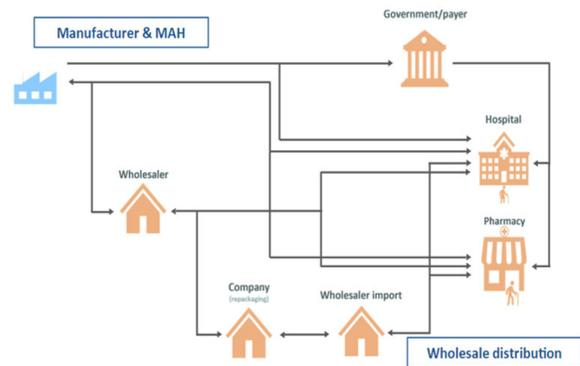 Government/payer
Manufacturer & MAH
Hospital
Wholesaler
Pharmacy
Company
(repackaging)
Wholesaler import
Wholesale distribution